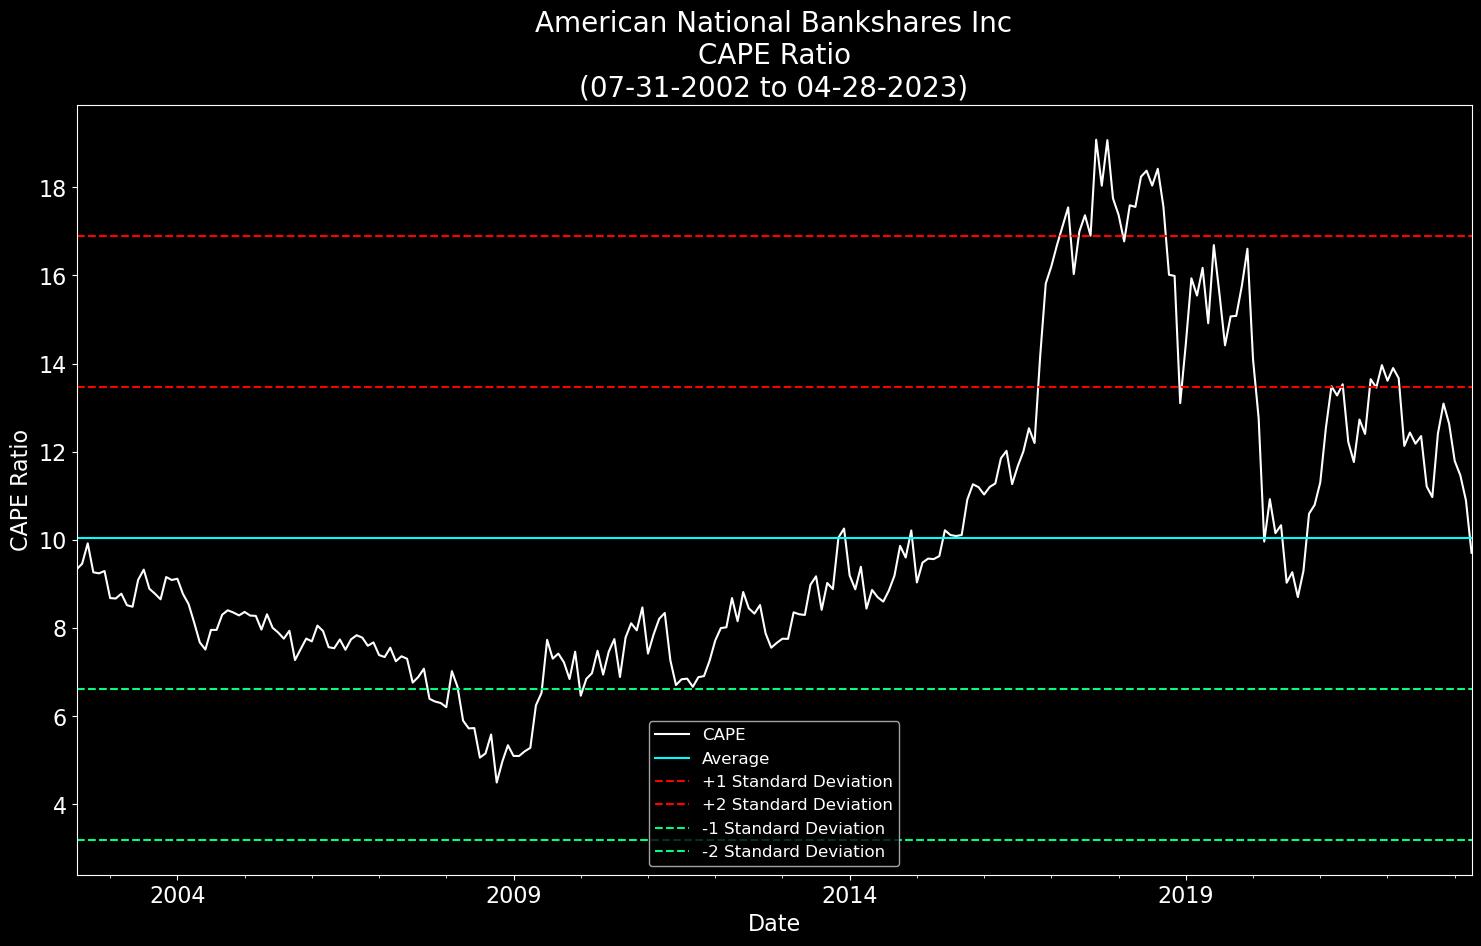 American National Bankshares Inc
CAPE Ratio
(07-31-2002 to 04-28-2023)
CAPE Ratio
18
16
14
12
10
8
6
4
CAPE
Average
+1 Standard Deviation
+2 Standard Deviation
-1 Standard Deviation
-2 Standard Deviation
2004 2009 2014 2019
Date